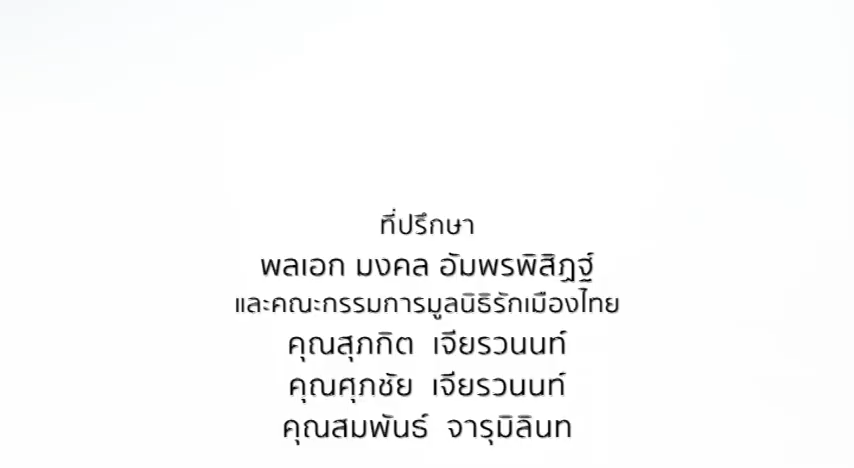 ที่ปรึกษา
พลเอก มงคล อัมพรพิสิฏฐ์
และคณะกรรมการมูลนิธิรักเมืองไทย
คุณสุภกิต เจียรวนนท์
คุณศุภชัย เจียรวนนท์
คุณสมพันธ์ จารุมิลินท